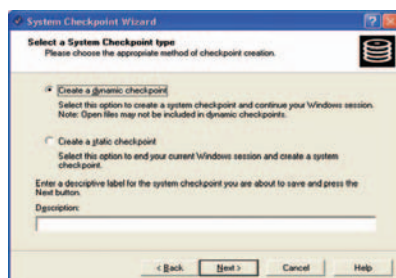 System Checkpoint Wizard
Select a System Checkpoint type
Please choose the appropriate method of checkpoint creation.
Create a dynamic checkpoint
Select this option to create a system checkpoint and continue your Windows session.
Note: Open files may not be included in dynamic checkpoints.
Create a static checkpoint
Select this option to end your current Windows session and create a system
checkpoint.
Enter a descriptive label for the system checkpoint you are about to save and press the
Next button.
Description:
< Back Next > Cancel Help